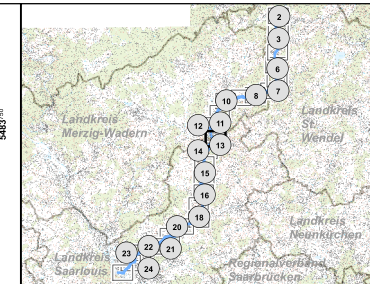 2
3
6
7
8
10
11
12
13
14
15
16
18
20
21
22
23
24
Landkreis
Merzig-Wadern
Landkreis
St.
Wendel
Landkreis
Neunkirchen
Landkreis
Saarlouis
Regionalverband
Saarbrücken
5483